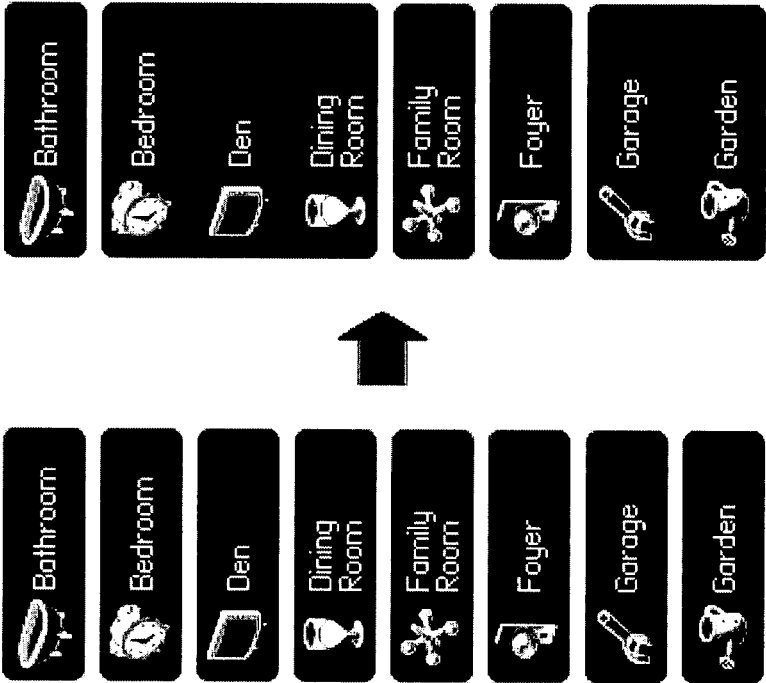 Bathroom
Bedroom
Den
Dining
Room
Family
Room
Foyer
Garage
Garden
Bathroom
Bedroom
Den
Dining
Room
Family
Room
Foyer
Garage
Garden